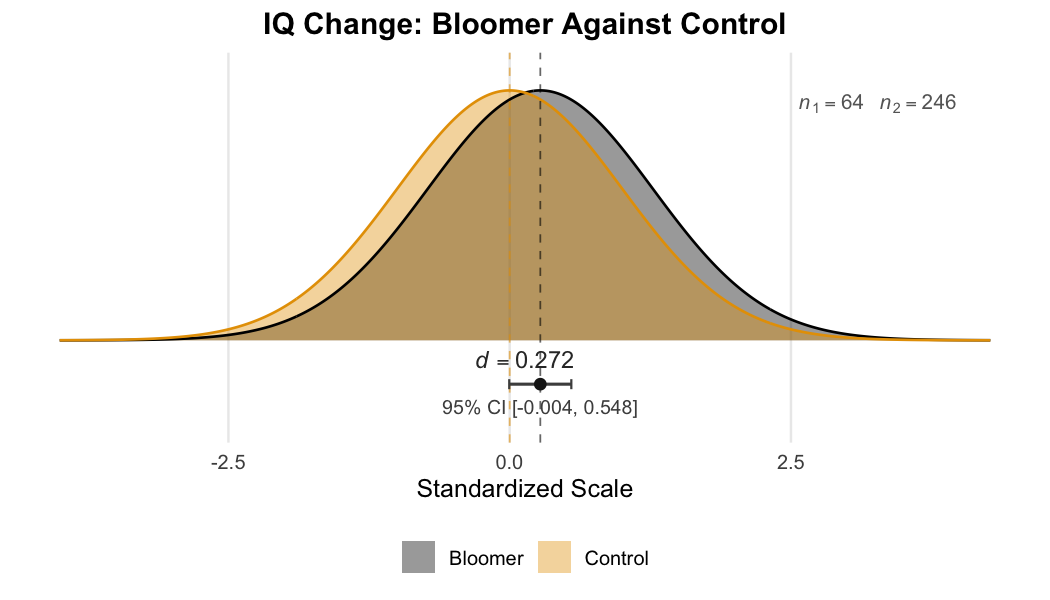 IQ Change: Bloomer Against Control
n₁ = 64 n₂ = 246
d = 0.272
95% CI [-0.004, 0.548]
-2.5 0.0 2.5
Standardized Scale
Bloomer Control